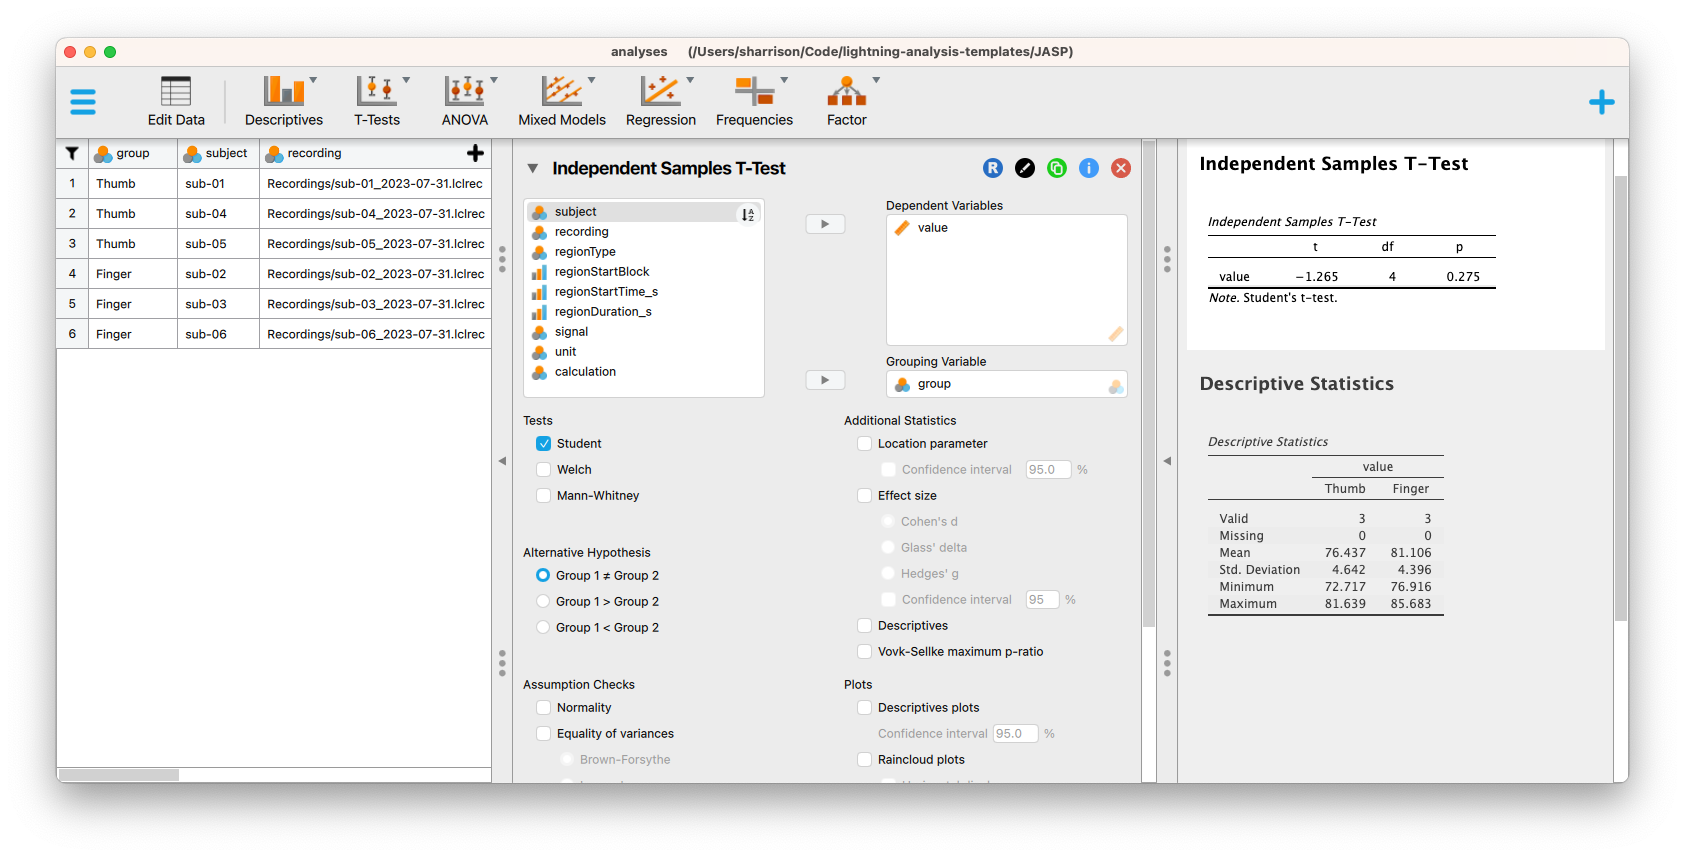 analyses (/Users/sharrison/Code/lightning-analysis-templates/JASP)
Edit Data
Descriptives
T-Tests
ANOVA
Mixed Models
Regression
Frequencies
Factor
group subject recording
1 Thumb sub-01 Recordings/sub-01_2023-07-31.lclrec
2 Thumb sub-04 Recordings/sub-04_2023-07-31.lclrec
3 Thumb sub-05 Recordings/sub-05_2023-07-31.lclrec
4 Finger sub-02 Recordings/sub-02_2023-07-31.lclrec
5 Finger sub-03 Recordings/sub-03_2023-07-31.lclrec
6 Finger sub-06 Recordings/sub-06_2023-07-31.lclrec
Independent Samples T-Test
R
i
subject
recording
regionType
regionStartBlock
regionStartTime_s
regionDuration_s
signal
unit
calculation
A
Z
Dependent Variables
value
Grouping Variable
group
Tests
Student
Welch
Mann-Whitney
Alternative Hypothesis
Group 1 ≠ Group 2
Group 1 > Group 2
Group 1 < Group 2
Assumption Checks
Normality
Equality of variances
Brown-Forsythe
Additional Statistics
Location parameter
Confidence interval 95.0 %
Effect size
Cohen's d
Glass' delta
Hedges' g
Confidence interval 95 %
Descriptives
Vovk-Sellke maximum p-ratio
Plots
Descriptives plots
Confidence interval 95.0 %
Raincloud plots
Independent Samples T-Test
Independent Samples T-Test
t df p
value −1.265 4 0.275
Note. Student's t-test.
Descriptive Statistics
Descriptive Statistics
value
Thumb Finger
Valid 3 3
Missing 0 0
Mean 76.437 81.106
Std. Deviation 4.642 4.396
Minimum 72.717 76.916
Maximum 81.639 85.683